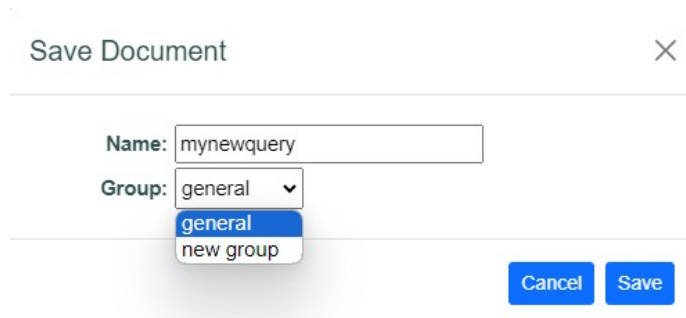 Save Document
Name: mynewquery
Group: general
general
new group
Cancel Save